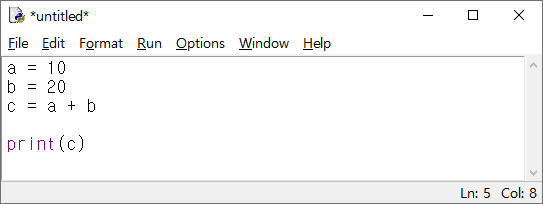 *untitled*
File Edit Format Run Options Window Help
a = 10
b = 20
c = a + b
print(c)
Ln: 5 Col: 8